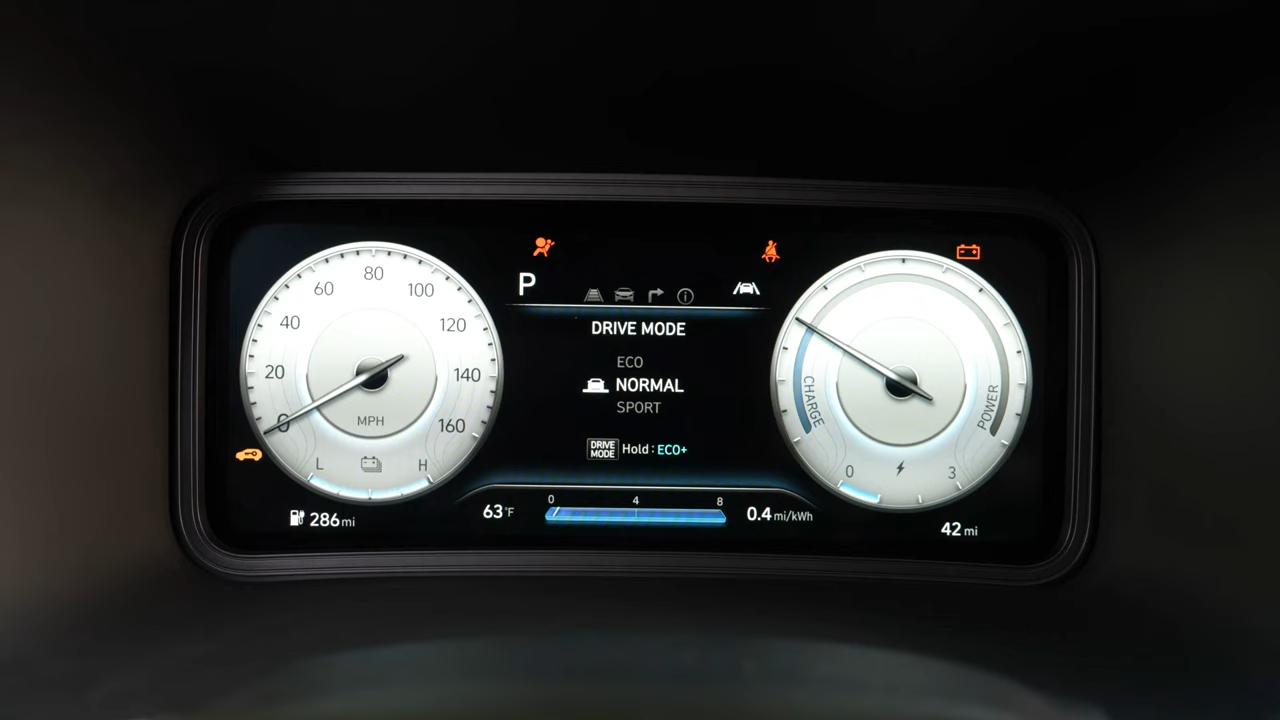 80
60
100
40
120
20
140
0
160
MPH
L
H
286 mi
P
DRIVE MODE
ECO
NORMAL
SPORT
DRIVE MODE Hold : ECO+
63°F
0 4 8
0.4 mi/kWh
CHARGE
POWER
0
3
42 mi